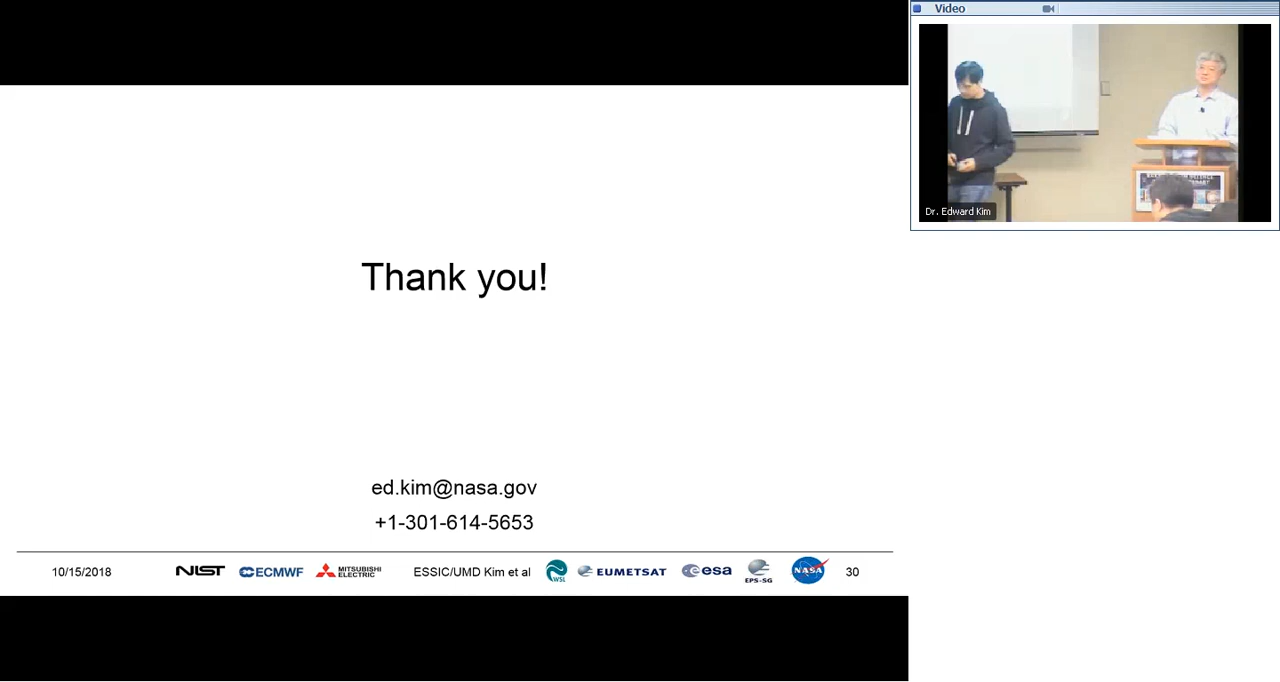 Video
Dr. Edward Kim
Thank you!
ed.kim@nasa.gov
+1-301-614-5653
10/15/2018
NIST
ECMWF
MITSUBISHI
ELECTRIC
ESSIC/UMD Kim et al
WSL
EUMETSAT
esa
EPS-SG
NASA
30